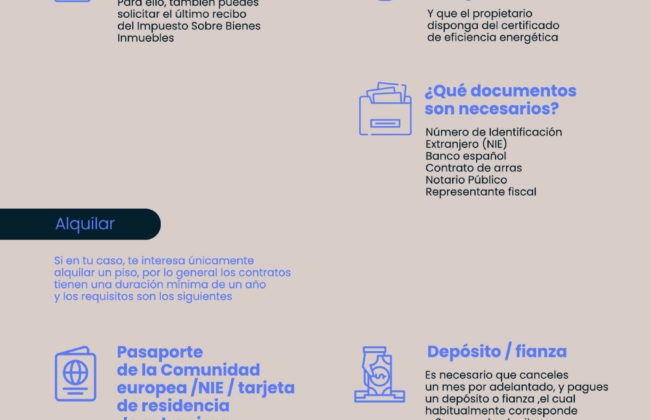 Para ello, también puedes
solicitar el último recibo
del Impuesto Sobre Bienes
Inmuebles
Y que el propietario
disponga del certificado
de eficiencia energética
¿Qué documentos
son necesarios?
Número de Identificación
Extranjero (NIE)
Banco español
Contrato de arras
Notario Público
Representante fiscal
Alquilar
Si en tu caso, te interesa únicamente
alquilar un piso, por lo general los contratos
tienen una duración mínima de un año
y los requisitos son los siguientes
Pasaporte
de la Comunidad
europea /NIE / tarjeta
de residencia
Depósito / fianza
Es necesario que canceles
un mes por adelantado, y pagues
un depósito o fianza ,el cual
habitualmente corresponde